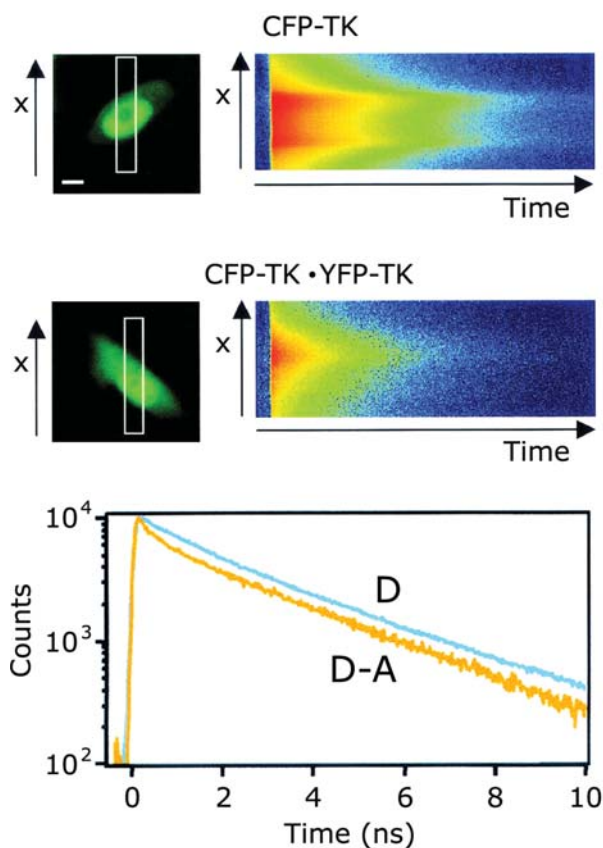 CFP-TK
x
x
Time
CFP-TK • YFP-TK
x
x
Time
10⁴
D
10³
D-A
10²
Counts
0 2 4 6 8 10
Time (ns)